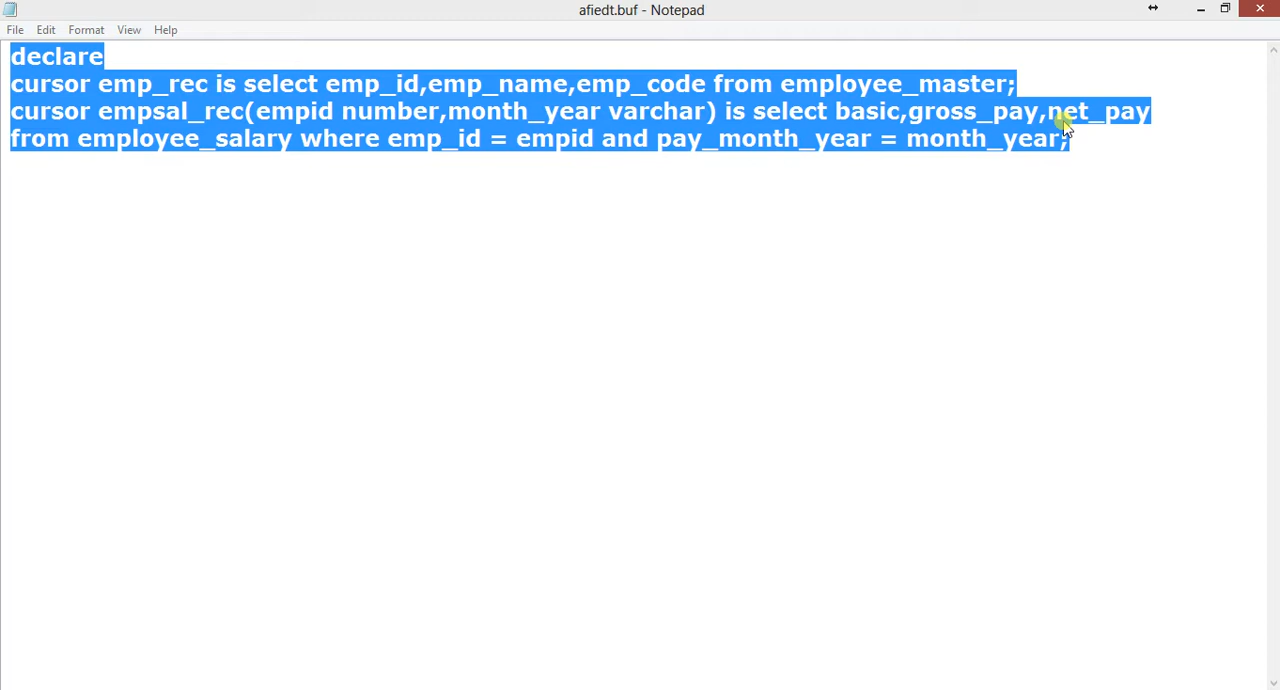 afiedt.buf - Notepad
File Edit Format View Help
declare
cursor emp_rec is select emp_id,emp_name,emp_code from employee_master;
cursor empsal_rec(empid number,month_year varchar) is select basic,gross_pay,net_pay
from employee_salary where emp_id = empid and pay_month_year = month_year;